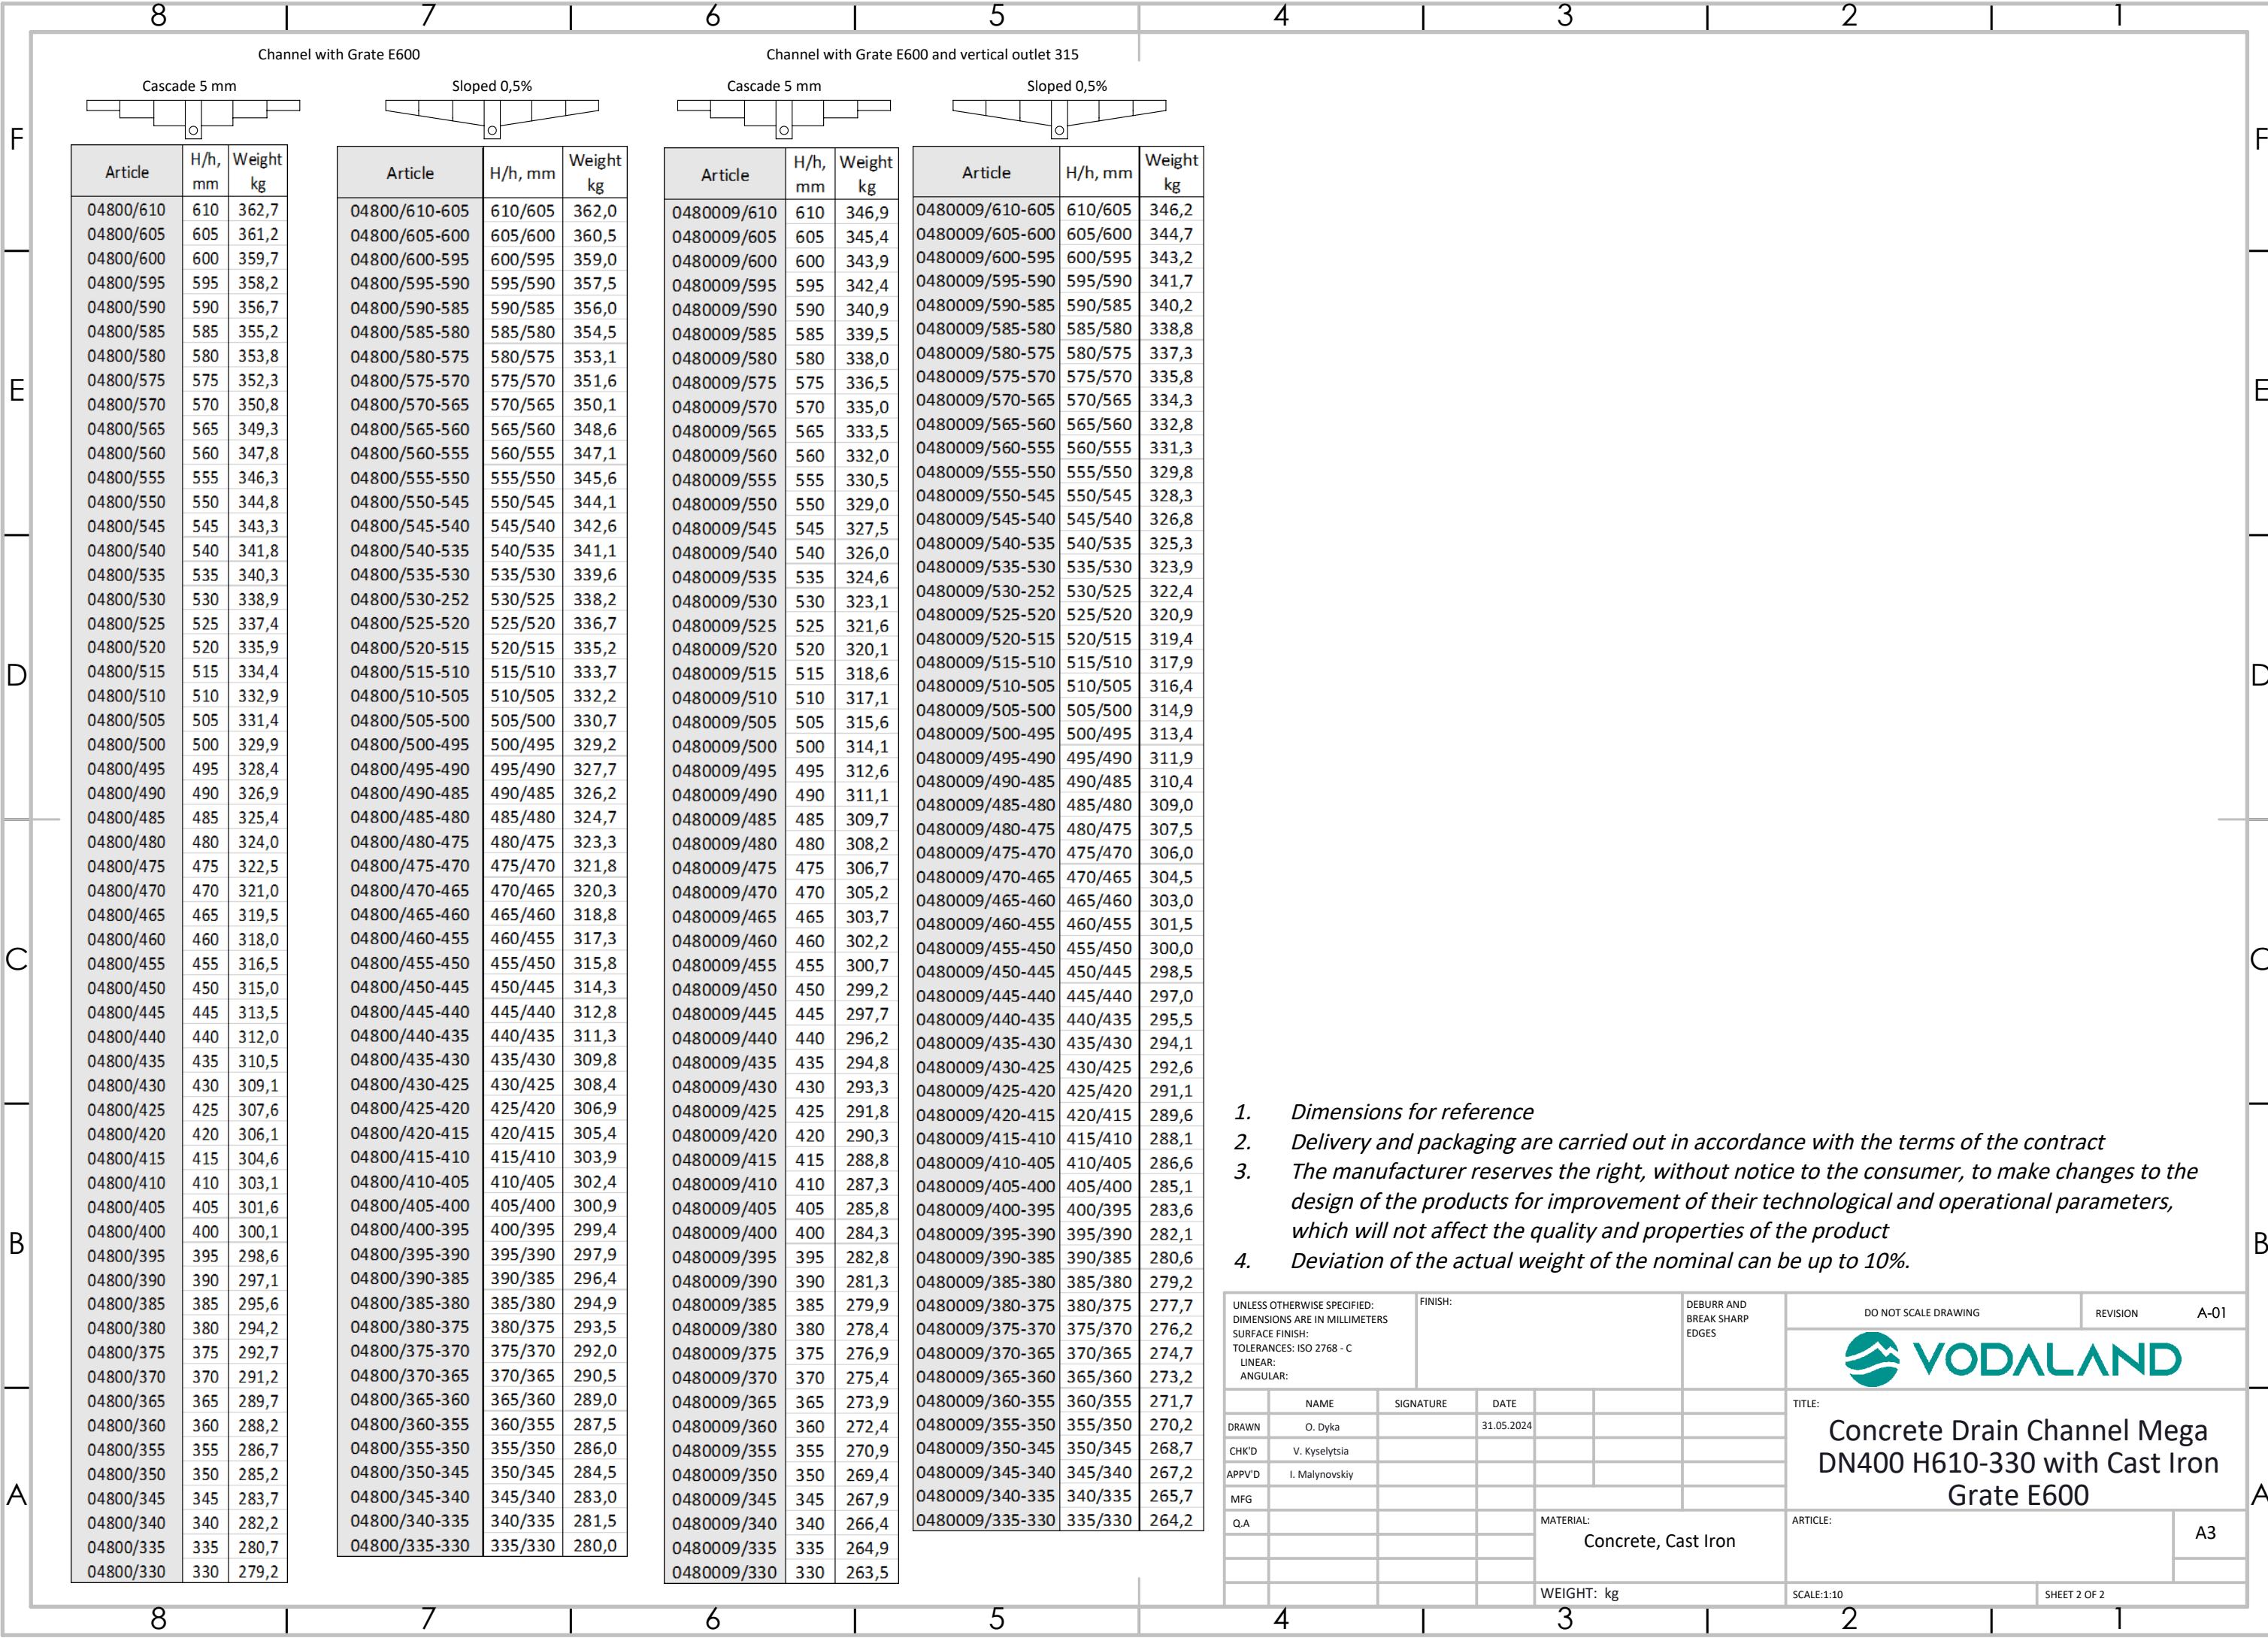 8 7 6 5 4 3 2 1
Channel with Grate E600
Channel with Grate E600 and vertical outlet 315
Cascade 5 mm
Sloped 0,5%
Cascade 5 mm
Sloped 0,5%
F
E
D
C
B
A
Article H/h, mm Weight kg
04800/610 610 362,7
04800/605 605 361,2
04800/600 600 359,7
04800/595 595 358,2
04800/590 590 356,7
04800/585 585 355,2
04800/580 580 353,8
04800/575 575 352,3
04800/570 570 350,8
04800/565 565 349,3
04800/560 560 347,8
04800/555 555 346,3
04800/550 550 344,8
04800/545 545 343,3
04800/540 540 341,8
04800/535 535 340,3
04800/530 530 338,9
04800/525 525 337,4
04800/520 520 335,9
04800/515 515 334,4
04800/510 510 332,9
04800/505 505 331,4
04800/500 500 329,9
04800/495 495 328,4
04800/490 490 326,9
04800/485 485 325,4
04800/480 480 324,0
04800/475 475 322,5
04800/470 470 321,0
04800/465 465 319,5
04800/460 460 318,0
04800/455 455 316,5
04800/450 450 315,0
04800/445 445 313,5
04800/440 440 312,0
04800/435 435 310,5
04800/430 430 309,1
04800/425 425 307,6
04800/420 420 306,1
04800/415 415 304,6
04800/410 410 303,1
04800/405 405 301,6
04800/400 400 300,1
04800/395 395 298,6
04800/390 390 297,1
04800/385 385 295,6
04800/380 380 294,2
04800/375 375 292,7
04800/370 370 291,2
04800/365 365 289,7
04800/360 360 288,2
04800/355 355 286,7
04800/350 350 285,2
04800/345 345 283,7
04800/340 340 282,2
04800/335 335 280,7
04800/330 330 279,2
Article H/h, mm Weight kg
04800/610-605 610/605 362,0
04800/605-600 605/600 360,5
04800/600-595 600/595 359,0
04800/595-590 595/590 357,5
04800/590-585 590/585 356,0
04800/585-580 585/580 354,5
04800/580-575 580/575 353,1
04800/575-570 575/570 351,6
04800/570-565 570/565 350,1
04800/565-560 565/560 348,6
04800/560-555 560/555 347,1
04800/555-550 555/550 345,6
04800/550-545 550/545 344,1
04800/545-540 545/540 342,6
04800/540-535 540/535 341,1
04800/535-530 535/530 339,6
04800/530-252 530/525 338,2
04800/525-520 525/520 336,7
04800/520-515 520/515 335,2
04800/515-510 515/510 333,7
04800/510-505 510/505 332,2
04800/505-500 505/500 330,7
04800/500-495 500/495 329,2
04800/495-490 495/490 327,7
04800/490-485 490/485 326,2
04800/485-480 485/480 324,7
04800/480-475 480/475 323,3
04800/475-470 475/470 321,8
04800/470-465 470/465 320,3
04800/465-460 465/460 318,8
04800/460-455 460/455 317,3
04800/455-450 455/450 315,8
04800/450-445 450/445 314,3
04800/445-440 445/440 312,8
04800/440-435 440/435 311,3
04800/435-430 435/430 309,8
04800/430-425 430/425 308,4
04800/425-420 425/420 306,9
04800/420-415 420/415 305,4
04800/415-410 415/410 303,9
04800/410-405 410/405 302,4
04800/405-400 405/400 300,9
04800/400-395 400/395 299,4
04800/395-390 395/390 297,9
04800/390-385 390/385 296,4
04800/385-380 385/380 294,9
04800/380-375 380/375 293,5
04800/375-370 375/370 292,0
04800/370-365 370/365 290,5
04800/365-360 365/360 289,0
04800/360-355 360/355 287,5
04800/355-350 355/350 286,0
04800/350-345 350/345 284,5
04800/345-340 345/340 283,0
04800/340-335 340/335 281,5
04800/335-330 335/330 280,0
Article H/h, mm Weight kg
0480009/610 610 346,9
0480009/605 605 345,4
0480009/600 600 343,9
0480009/595 595 342,4
0480009/590 590 340,9
0480009/585 585 339,5
0480009/580 580 338,0
0480009/575 575 336,5
0480009/570 570 335,0
0480009/565 565 333,5
0480009/560 560 332,0
0480009/555 555 330,5
0480009/550 550 329,0
0480009/545 545 327,5
0480009/540 540 326,0
0480009/535 535 324,6
0480009/530 530 323,1
0480009/525 525 321,6
0480009/520 520 320,1
0480009/515 515 318,6
0480009/510 510 317,1
0480009/505 505 315,6
0480009/500 500 314,1
0480009/495 495 312,6
0480009/490 490 311,1
0480009/485 485 309,7
0480009/480 480 308,2
0480009/475 475 306,7
0480009/470 470 305,2
0480009/465 465 303,7
0480009/460 460 302,2
0480009/455 455 300,7
0480009/450 450 299,2
0480009/445 445 297,7
0480009/440 440 296,2
0480009/435 435 294,8
0480009/430 430 293,3
0480009/425 425 291,8
0480009/420 420 290,3
0480009/415 415 288,8
0480009/410 410 287,3
0480009/405 405 285,8
0480009/400 400 284,3
0480009/395 395 282,8
0480009/390 390 281,3
0480009/385 385 279,9
0480009/380 380 278,4
0480009/375 375 276,9
0480009/370 370 275,4
0480009/365 365 273,9
0480009/360 360 272,4
0480009/355 355 270,9
0480009/350 350 269,4
0480009/345 345 267,9
0480009/340 340 266,4
0480009/335 335 264,9
0480009/330 330 263,5
Article H/h, mm Weight kg
0480009/610-605 610/605 346,2
0480009/605-600 605/600 344,7
0480009/600-595 600/595 343,2
0480009/595-590 595/590 341,7
0480009/590-585 590/585 340,2
0480009/585-580 585/580 338,8
0480009/580-575 580/575 337,3
0480009/575-570 575/570 335,8
0480009/570-565 570/565 334,3
0480009/565-560 565/560 332,8
0480009/560-555 560/555 331,3
0480009/555-550 555/550 329,8
0480009/550-545 550/545 328,3
0480009/545-540 545/540 326,8
0480009/540-535 540/535 325,3
0480009/535-530 535/530 323,9
0480009/530-252 530/525 322,4
0480009/525-520 525/520 320,9
0480009/520-515 520/515 319,4
0480009/515-510 515/510 317,9
0480009/510-505 510/505 316,4
0480009/505-500 505/500 314,9
0480009/500-495 500/495 313,4
0480009/495-490 495/490 311,9
0480009/490-485 490/485 310,4
0480009/485-480 485/480 309,0
0480009/480-475 480/475 307,5
0480009/475-470 475/470 306,0
0480009/470-465 470/465 304,5
0480009/465-460 465/460 303,0
0480009/460-455 460/455 301,5
0480009/455-450 455/450 300,0
0480009/450-445 450/445 298,5
0480009/445-440 445/440 297,0
0480009/440-435 440/435 295,5
0480009/435-430 435/430 294,1
0480009/430-425 430/425 292,6
0480009/425-420 425/420 291,1
0480009/420-415 420/415 289,6
0480009/415-410 415/410 288,1
0480009/410-405 410/405 286,6
0480009/405-400 405/400 285,1
0480009/400-395 400/395 283,6
0480009/395-390 395/390 282,1
0480009/390-385 390/385 280,6
0480009/385-380 385/380 279,2
0480009/380-375 380/375 277,7
0480009/375-370 375/370 276,2
0480009/370-365 370/365 274,7
0480009/365-360 365/360 273,2
0480009/360-355 360/355 271,7
0480009/355-350 355/350 270,2
0480009/350-345 350/345 268,7
0480009/345-340 345/340 267,2
0480009/340-335 340/335 265,7
0480009/335-330 335/330 264,2
1. Dimensions for reference
2. Delivery and packaging are carried out in accordance with the terms of the contract
3. The manufacturer reserves the right, without notice to the consumer, to make changes to the
design of the products for improvement of their technological and operational parameters,
which will not affect the quality and properties of the product
4. Deviation of the actual weight of the nominal can be up to 10%.
UNLESS OTHERWISE SPECIFIED:
DIMENSIONS ARE IN MILLIMETERS
SURFACE FINISH:
TOLERANCES: ISO 2768 - C
LINEAR:
ANGULAR:
FINISH:
DEBURR AND
BREAK SHARP
EDGES
DO NOT SCALE DRAWING
REVISION A-01
VODALAND
NAME SIGNATURE DATE
DRAWN O. Dyka 31.05.2024
CHK'D V. Kyselytsia
APPV'D I. Malynovskiy
MFG
Q.A
TITLE:
Concrete Drain Channel Mega
DN400 H610-330 with Cast Iron
Grate E600
MATERIAL:
Concrete, Cast Iron
ARTICLE:
A3
WEIGHT: kg
SCALE:1:10
SHEET 2 OF 2
F
E
D
C
B
A
8 7 6 5 4 3 2 1